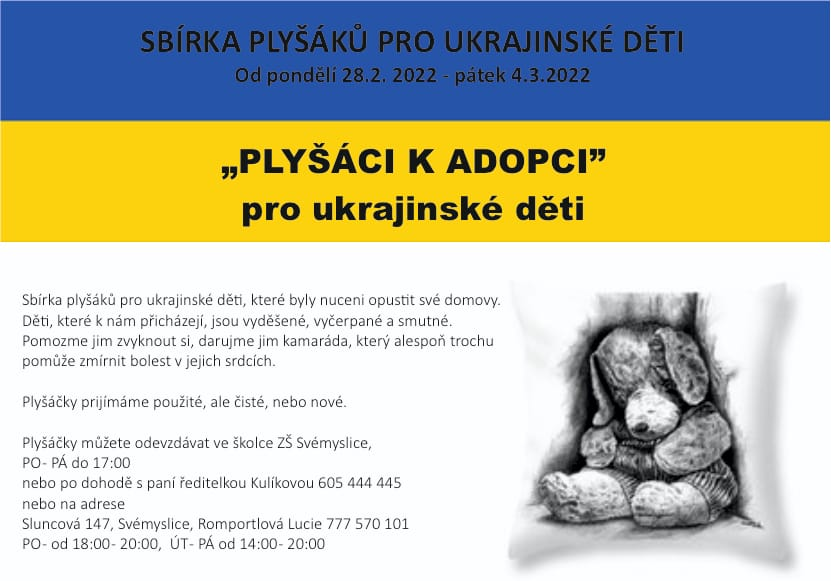 SBÍRKA PLYŠÁKŮ PRO UKRAJINSKÉ DĚTI
Od pondělí 28.2. 2022 - pátek 4.3.2022
„PLYŠÁCI K ADOPCI”
pro ukrajinské děti
Sbírka plyšáků pro ukrajinské děti, které byly nuceni opustit své domovy.
Děti, které k nám přicházejí, jsou vyděšené, vyčerpané a smutné.
Pomozme jim zvyknout si, darujme jim kamaráda, který alespoň trochu
pomůže zmírnit bolest v jejich srdcích.
Plyšáčky prijímáme použité, ale čisté, nebo nové.
Plyšáčky můžete odevzdávat ve školce ZŠ Svémyslice,
PO- PÁ do 17:00
nebo po dohodě s paní ředitelkou Kulíkovou 605 444 445
nebo na adrese
Sluncová 147, Svémyslice, Romportlová Lucie 777 570 101
PO- od 18:00- 20:00, ÚT- PÁ od 14:00- 20:00